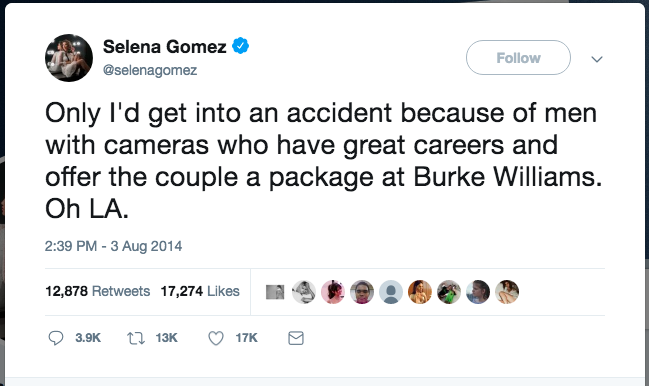 Selena Gomez
@selenagomez
Follow
Only I'd get into an accident because of men
with cameras who have great careers and
offer the couple a package at Burke Williams.
Oh LA.
2:39 PM - 3 Aug 2014
12,878 Retweets 17,274 Likes
3.9K 13K 17K